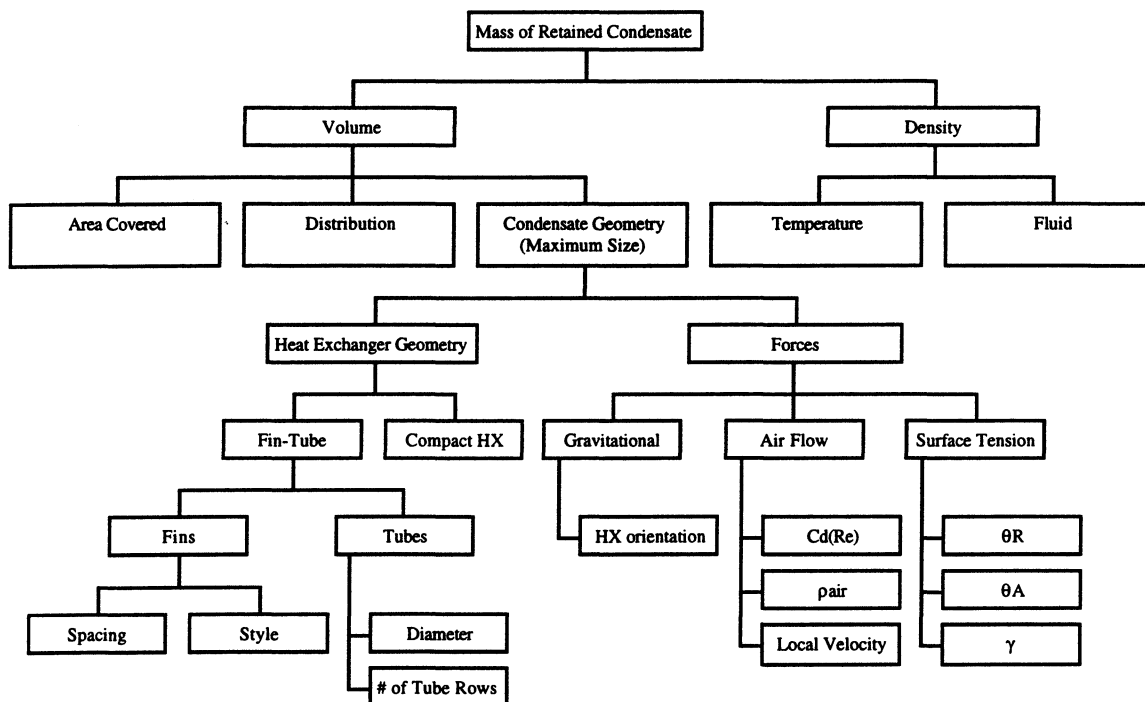 Mass of Retained Condensate
Volume
Density
Area Covered
Distribution
Condensate Geometry
(Maximum Size)
Temperature
Fluid
Heat Exchanger Geometry
Forces
Fin-Tube
Compact HX
Gravitational
Air Flow
Surface Tension
Fins
Tubes
HX orientation
Cd(Re)
θR
ρair
θA
Spacing
Style
Diameter
Local Velocity
γ
# of Tube Rows